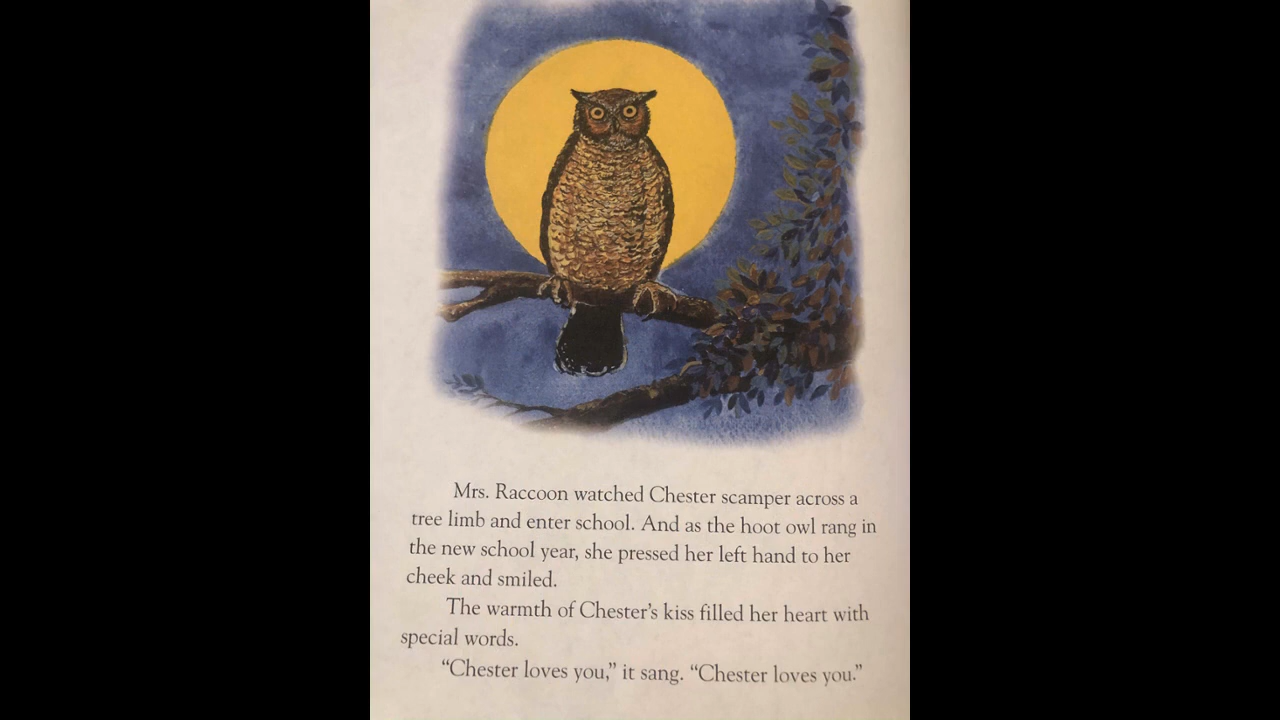 Mrs. Raccoon watched Chester scamper across a
tree limb and enter school. And as the hoot owl rang in
the new school year, she pressed her left hand to her
cheek and smiled.
The warmth of Chester’s kiss filled her heart with
special words.
“Chester loves you,” it sang. “Chester loves you.”